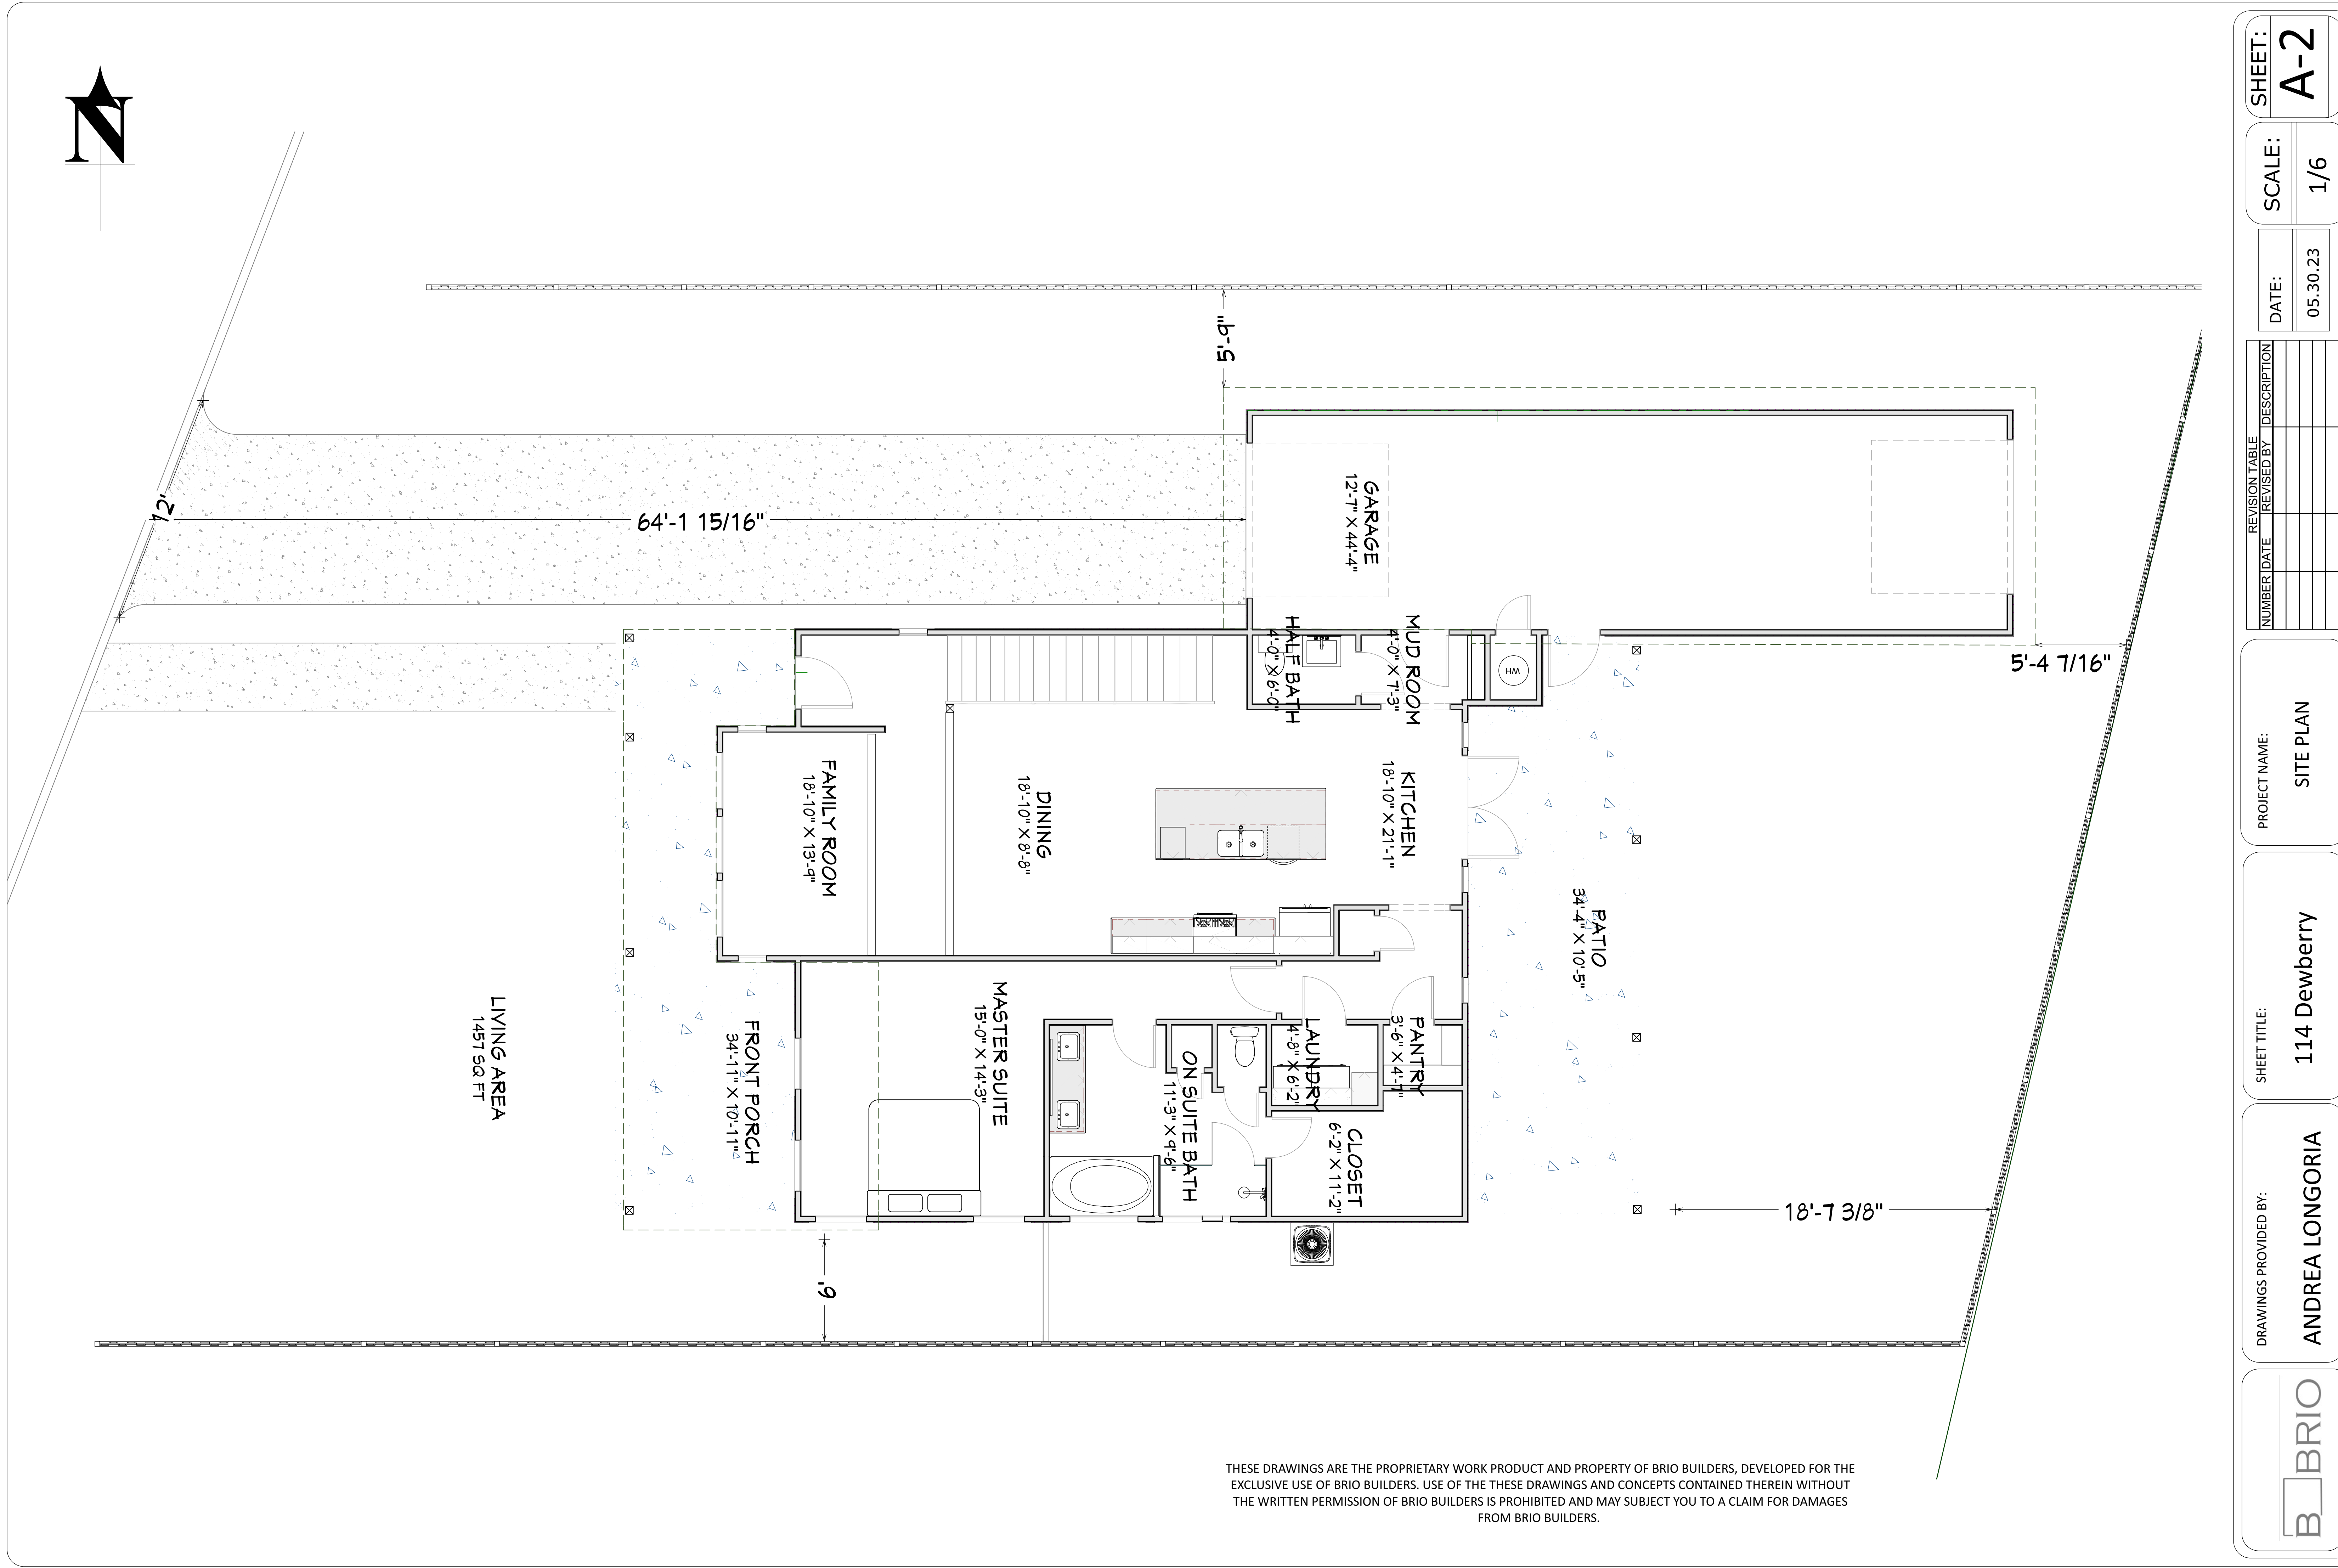 N
12'
64'-1 15/16"
5'-9"
5'-4 7/16"
18'-7 3/8"
6'
GARAGE
12'-7" X 44'-4"
HALF BATH
4'-0" X 6'-0"
MUD ROOM
4'-0" X 7'-3"
WH
FAMILY ROOM
18'-10" X 13'-9"
DINING
18'-10" X 8'-8"
KITCHEN
18'-10" X 21'-1"
PATIO
34'-4" X 10'-5"
LIVING AREA
1457 SQ FT
FRONT PORCH
34'-11" X 10'-11"
MASTER SUITE
15'-0" X 14'-3"
ON SUITE BATH
11'-3" X 9'-6"
LAUNDRY
4'-8" X 6'-2"
PANTRY
3'-6" X 4'-7"
CLOSET
6'-2" X 11'-2"
THESE DRAWINGS ARE THE PROPRIETARY WORK PRODUCT AND PROPERTY OF BRIO BUILDERS, DEVELOPED FOR THE
EXCLUSIVE USE OF BRIO BUILDERS. USE OF THE THESE DRAWINGS AND CONCEPTS CONTAINED THEREIN WITHOUT
THE WRITTEN PERMISSION OF BRIO BUILDERS IS PROHIBITED AND MAY SUBJECT YOU TO A CLAIM FOR DAMAGES
FROM BRIO BUILDERS.
B BRIO
DRAWINGS PROVIDED BY:
ANDREA LONGORIA
SHEET TITLE:
114 Dewberry
PROJECT NAME:
SITE PLAN
REVISION TABLE
NUMBER DATE REVISED BY DESCRIPTION
DATE:
05.30.23
SCALE:
1/6
SHEET:
A-2